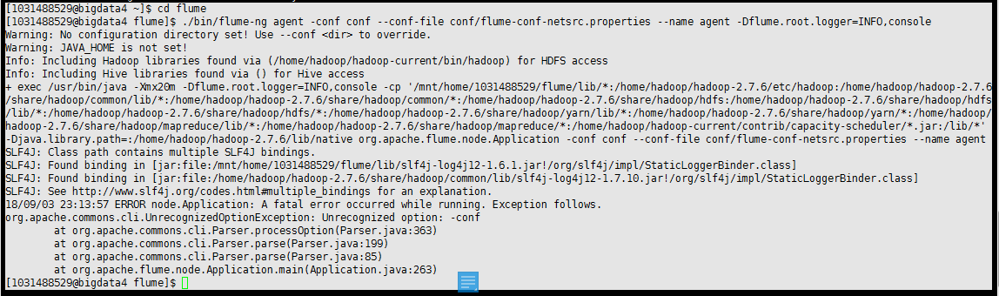 [1031488529@bigdata4 ~]$ cd flume
[1031488529@bigdata4 flume]$ ./bin/flume-ng agent -conf conf --conf-file conf/flume-conf-netsrc.properties --name agent -Dflume.root.logger=INFO,console
Warning: No configuration directory set! Use --conf <dir> to override.
Warning: JAVA_HOME is not set!
Info: Including Hadoop libraries found via (/home/hadoop/hadoop-current/bin/hadoop) for HDFS access
Info: Including Hive libraries found via () for Hive access
+ exec /usr/bin/java -Xmx20m -Dflume.root.logger=INFO,console -cp '/mnt/home/1031488529/flume/lib/*:/home/hadoop/hadoop-2.7.6/etc/hadoop:/home/hadoop/hadoop-2.7.6
/share/hadoop/common/lib/*:/home/hadoop/hadoop-2.7.6/share/hadoop/common/*:/home/hadoop/hadoop-2.7.6/share/hadoop/hdfs:/home/hadoop/hadoop-2.7.6/share/hadoop/hdfs
/lib/*:/home/hadoop/hadoop-2.7.6/share/hadoop/hdfs/*:/home/hadoop/hadoop-2.7.6/share/hadoop/yarn/lib/*:/home/hadoop/hadoop-2.7.6/share/hadoop/yarn/*:/home/hadoop/
hadoop-2.7.6/share/hadoop/mapreduce/lib/*:/home/hadoop/hadoop-2.7.6/share/hadoop/mapreduce/*:/home/hadoop/hadoop-current/contrib/capacity-scheduler/*.jar:/lib/*'
-Djava.library.path=:/home/hadoop/hadoop-2.7.6/lib/native org.apache.flume.node.Application -conf conf --conf-file conf/flume-conf-netsrc.properties --name agent
SLF4J: Class path contains multiple SLF4J bindings.
SLF4J: Found binding in [jar:file:/mnt/home/1031488529/flume/lib/slf4j-log4j12-1.6.1.jar!/org/slf4j/impl/StaticLoggerBinder.class]
SLF4J: Found binding in [jar:file:/home/hadoop/hadoop-2.7.6/share/hadoop/common/lib/slf4j-log4j12-1.7.10.jar!/org/slf4j/impl/StaticLoggerBinder.class]
SLF4J: See http://www.slf4j.org/codes.html#multiple_bindings for an explanation.
18/09/03 23:13:57 ERROR node.Application: A fatal error occurred while running. Exception follows.
org.apache.commons.cli.UnrecognizedOptionException: Unrecognized option: -conf
at org.apache.commons.cli.Parser.processOption(Parser.java:363)
at org.apache.commons.cli.Parser.parse(Parser.java:199)
at org.apache.commons.cli.Parser.parse(Parser.java:85)
at org.apache.flume.node.Application.main(Application.java:263)
[1031488529@bigdata4 flume]$